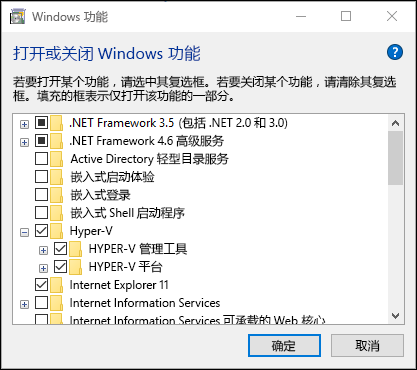 Windows 功能
打开或关闭 Windows 功能
若要打开某个功能，请选中其复选框。若要关闭某个功能，请清除其复选
框。填充的框表示仅打开该功能的一部分。
.NET Framework 3.5 (包括 .NET 2.0 和 3.0)
.NET Framework 4.6 高级服务
Active Directory 轻型目录服务
嵌入式启动体验
嵌入式登录
嵌入式 Shell 启动程序
Hyper-V
HYPER-V 管理工具
HYPER-V 平台
Internet Explorer 11
Internet Information Services
Internet Information Services 可承载的 Web 核心
确定
取消